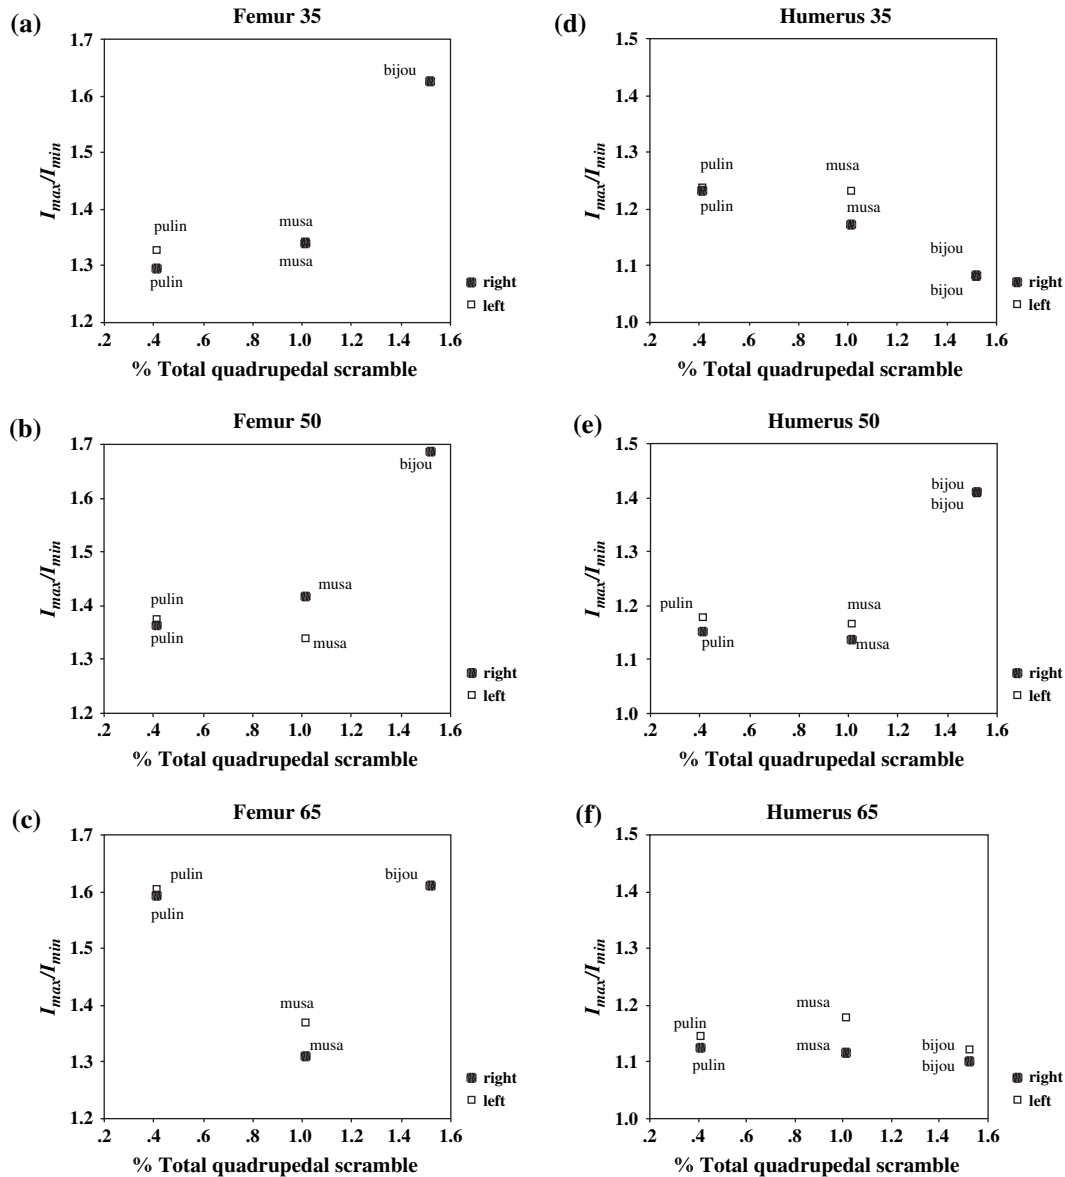 (a)
Femur 35
1.7
1.6
1.5
1.4
1.3
1.2
Imax/Imin
bijou
pulin
pulin
musa
musa
right
left
.2 .4 .6 .8 1.0 1.2 1.4 1.6
% Total quadrupedal scramble
(d)
Humerus 35
1.5
1.4
1.3
1.2
1.1
1.0
Imax/Imin
pulin
pulin
musa
musa
bijou
bijou
right
left
.2 .4 .6 .8 1.0 1.2 1.4 1.6
% Total quadrupedal scramble
(b)
Femur 50
1.7
1.6
1.5
1.4
1.3
1.2
Imax/Imin
bijou
pulin
pulin
musa
musa
right
left
.2 .4 .6 .8 1.0 1.2 1.4 1.6
% Total quadrupedal scramble
(e)
Humerus 50
1.5
1.4
1.3
1.2
1.1
1.0
Imax/Imin
bijou
bijou
pulin
pulin
musa
musa
right
left
.2 .4 .6 .8 1.0 1.2 1.4 1.6
% Total quadrupedal scramble
(c)
Femur 65
1.7
1.6
1.5
1.4
1.3
1.2
Imax/Imin
pulin
pulin
bijou
musa
musa
right
left
.2 .4 .6 .8 1.0 1.2 1.4 1.6
% Total quadrupedal scramble
(f)
Humerus 65
1.5
1.4
1.3
1.2
1.1
1.0
Imax/Imin
pulin
pulin
musa
musa
bijou
bijou
right
left
.2 .4 .6 .8 1.0 1.2 1.4 1.6
% Total quadrupedal scramble